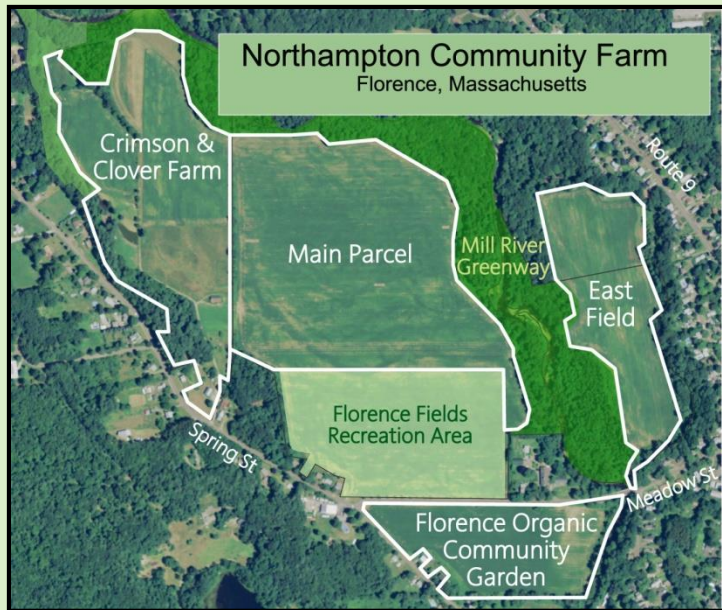 Northampton Community Farm
Florence, Massachusetts
Crimson &
Clover Farm
Route 9
Main Parcel
Mill River
Greenway
East
Field
Florence Fields
Recreation Area
Spring St
Meadow St
Florence Organic
Community
Garden